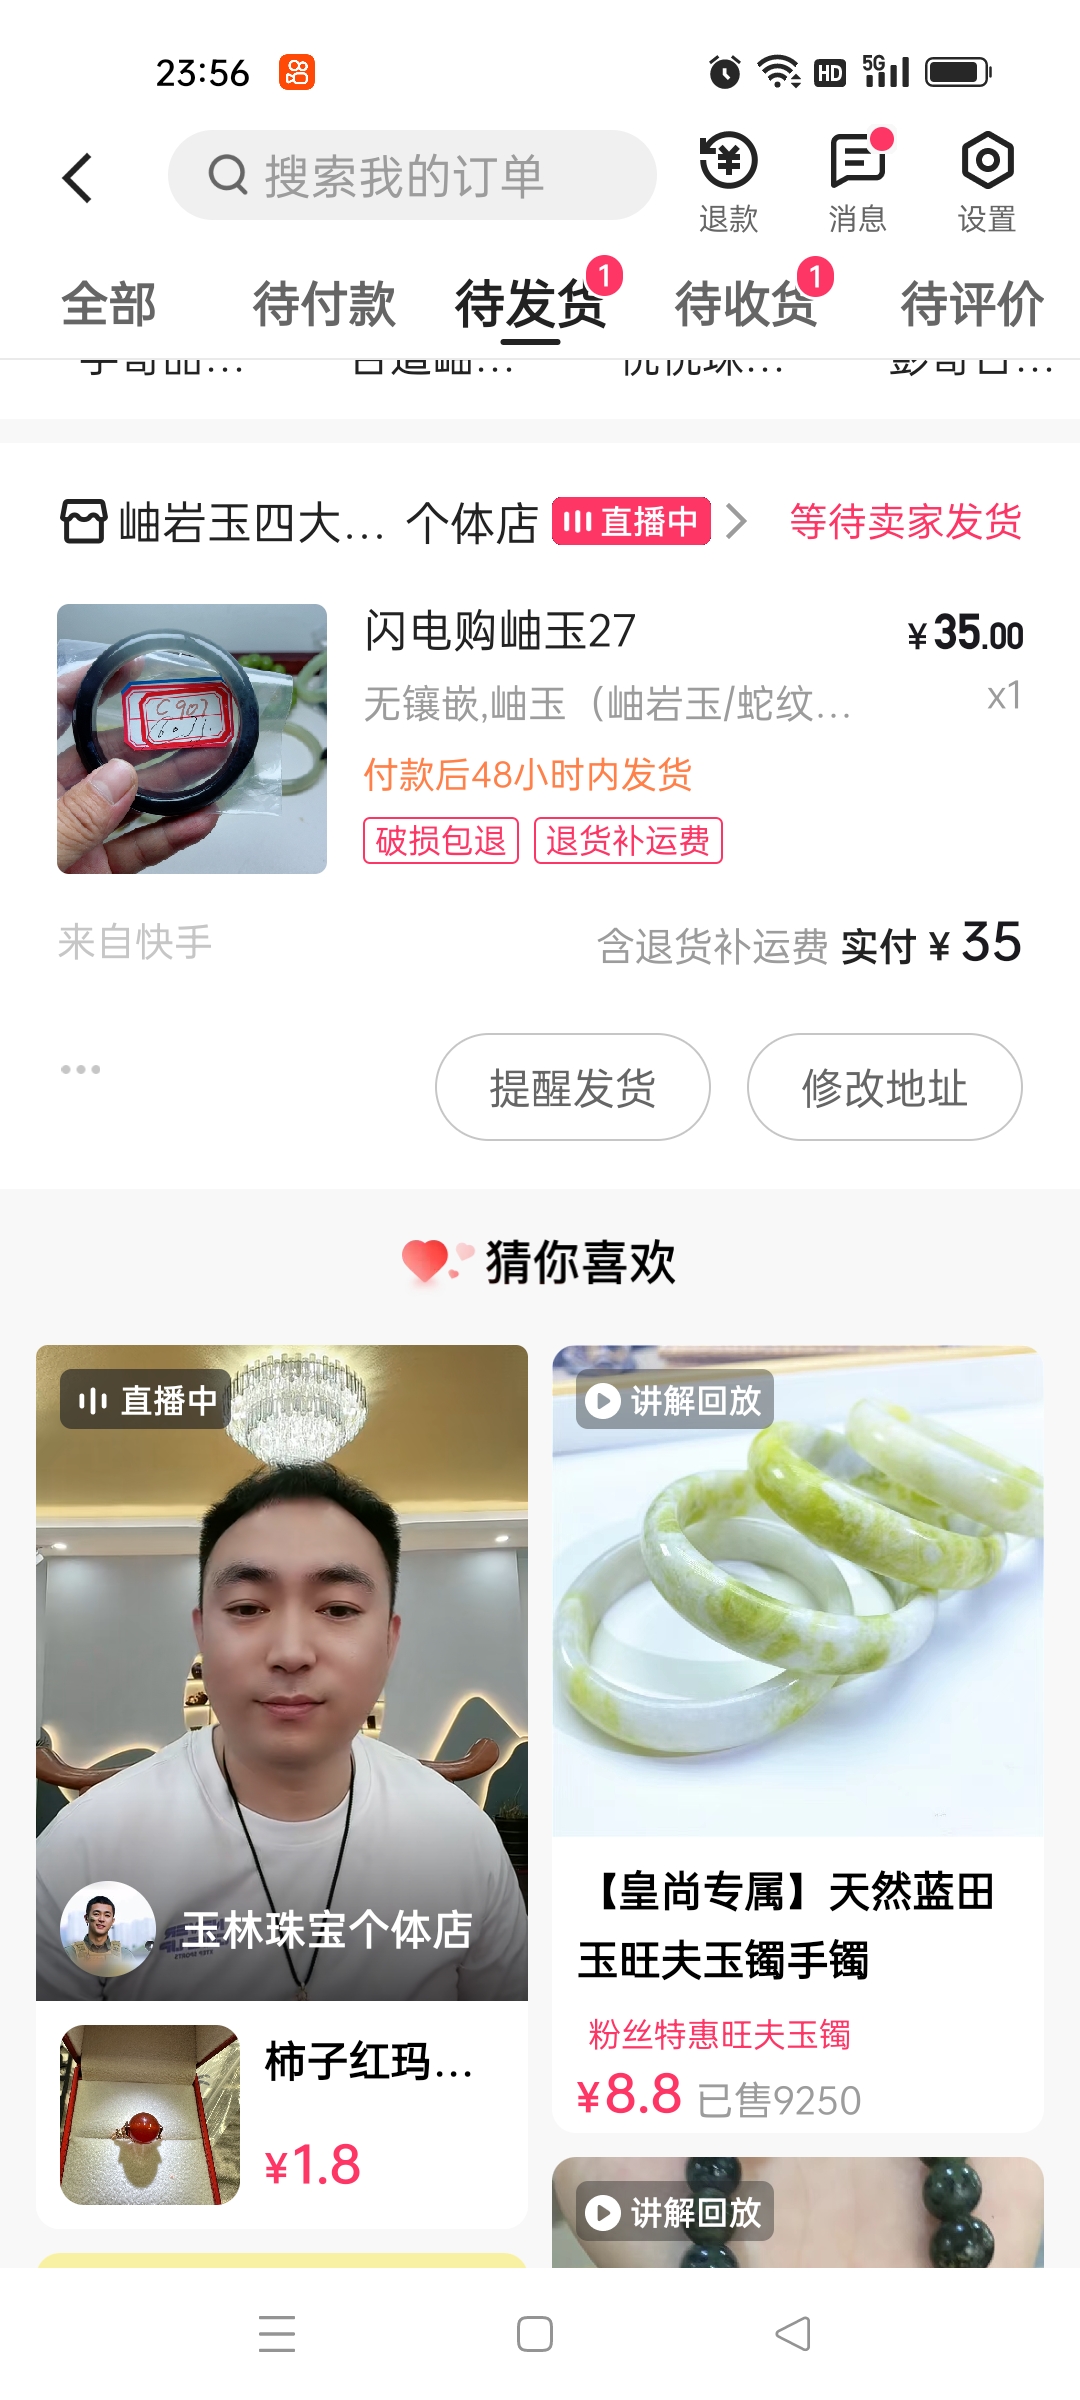 23:56
HD 5G
搜索我的订单
退款
消息
设置
全部
待付款
待发货
1
待收货
1
待评价
岫岩玉四大... 个体店 直播中 等待卖家发货
闪电购岫玉27 ¥35.00
无镶嵌,岫玉（岫岩玉/蛇纹... x1
付款后48小时内发货
破损包退 退货补运费
C907
来自快手 含退货补运费 实付 ¥35
提醒发货 修改地址
猜你喜欢
直播中
玉林珠宝个体店
柿子红玛...
¥1.8
讲解回放
【皇尚专属】天然蓝田
玉旺夫玉镯手镯
粉丝特惠旺夫玉镯
¥8.8 已售9250
讲解回放